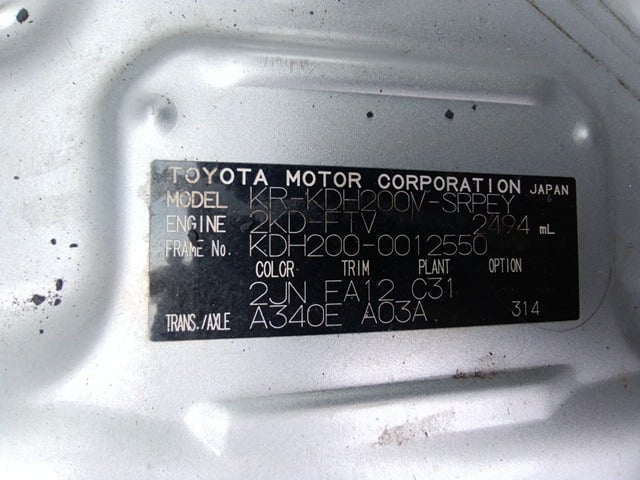 TOYOTA MOTOR CORPORATION JAPAN
MODEL KR-KDH200V-SRPEY
ENGINE 2KD-FTV 2494 mL
FRAME No. KDH200-0012550
COLOR TRIM PLANT OPTION
2JN FA12 C31
TRANS./AXLE A340E A03A 314